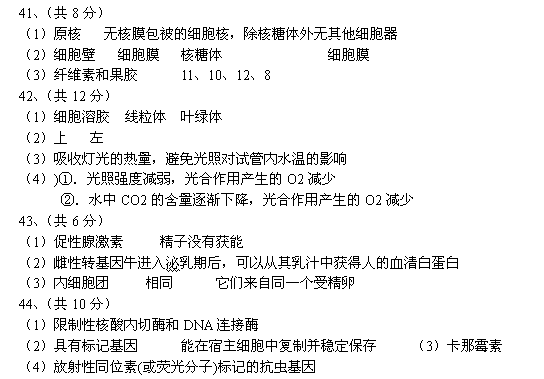 41、（共 8 分）
（1）原核　无核膜包被的细胞核，除核糖体外无其他细胞器
（2）细胞壁　细胞膜　核糖体　　　　　　细胞膜
（3）纤维素和果胶　　　11、10、12、8
42、（共 12 分）
（1）细胞溶胶　线粒体　叶绿体
（2）上　左
（3）吸收灯光的热量，避免光照对试管内水温的影响
（4）)①．光照强度减弱，光合作用产生的 O2 减少
②．水中 CO2 的含量逐渐下降，光合作用产生的 O2 减少
43、（共 6 分）
（1）促性腺激素　　精子没有获能
（2）雌性转基因牛进入泌乳期后，可以从其乳汁中获得人的血清白蛋白
（3）内细胞团　　相同　　它们来自同一个受精卵
44、（共 10 分）
（1）限制性核酸内切酶和 DNA 连接酶
（2）具有标记基因　　能在宿主细胞中复制并稳定保存　　（3）卡那霉素
（4）放射性同位素(或荧光分子)标记的抗虫基因